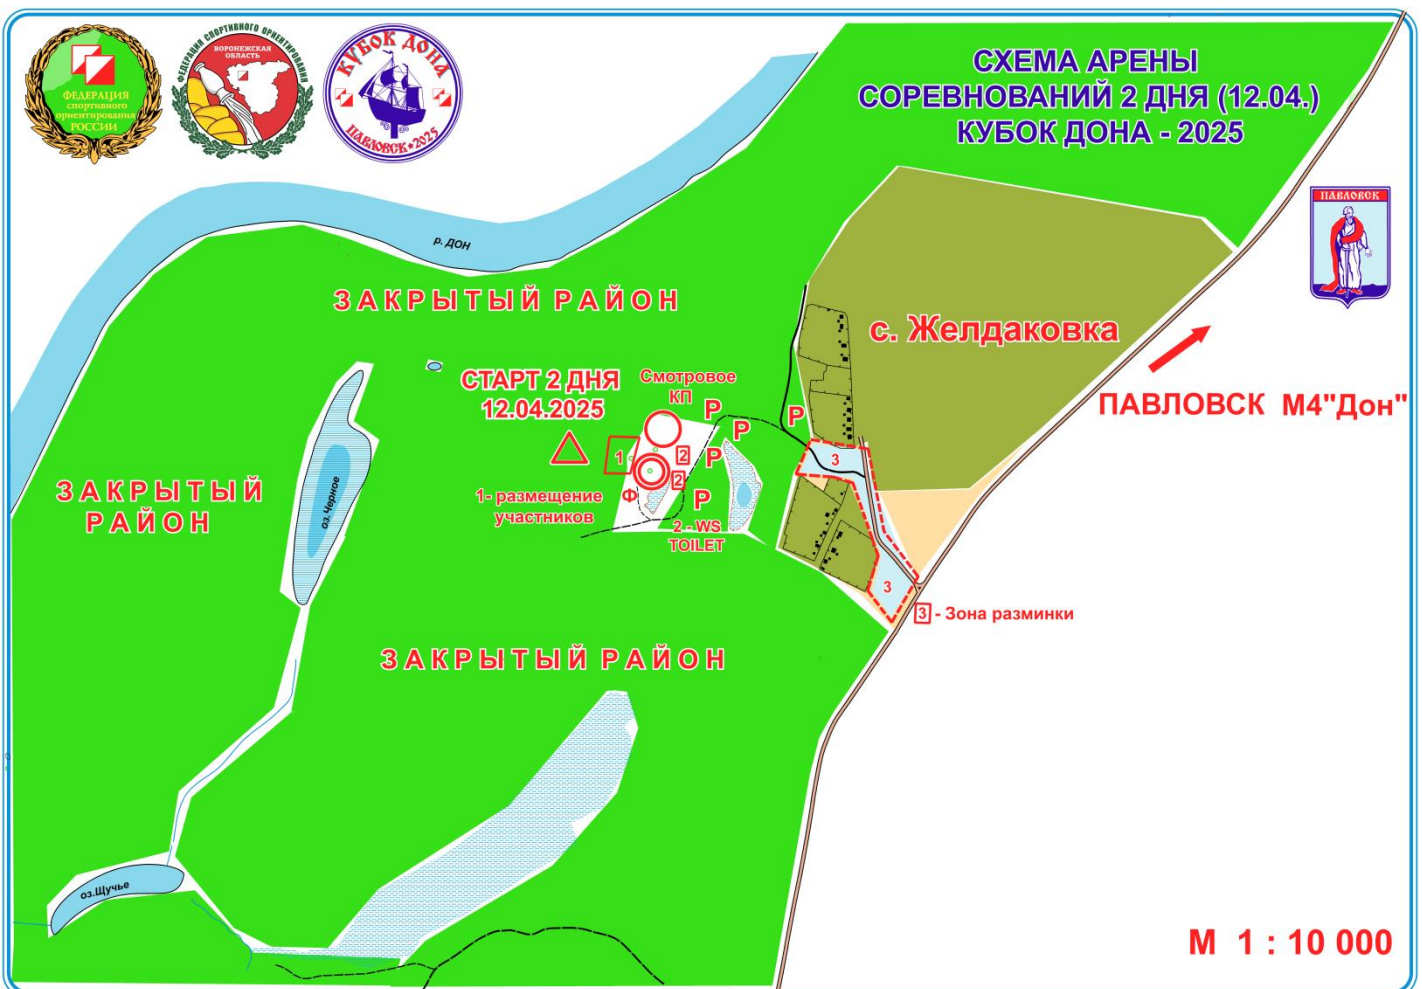 ФЕДЕРАЦИЯ
спортивного
ориентирования
РОССИИ
ФЕДЕРАЦИЯ СПОРТИВНОГО ОРИЕНТИРОВАНИЯ
ВОРОНЕЖСКАЯ
ОБЛАСТЬ
КУБОК ДОНА
ПАВЛОВСК★2025
СХЕМА АРЕНЫ
СОРЕВНОВАНИЙ 2 ДНЯ (12.04.)
КУБОК ДОНА - 2025
ПАВЛОВСК
р. ДОН
ЗАКРЫТЫЙ РАЙОН
с. Желдаковка
СТАРТ 2 ДНЯ
12.04.2025
Смотровое
КП
ПАВЛОВСК М4"Дон"
Р
Р
Р
Р
Р
1
2
2
Ф
3
3
ЗАКРЫТЫЙ
РАЙОН
оз. Черное
1- размещение
участников
2 - WS
TOILET
3 - Зона разминки
ЗАКРЫТЫЙ РАЙОН
оз.Щучье
М 1 : 10 000